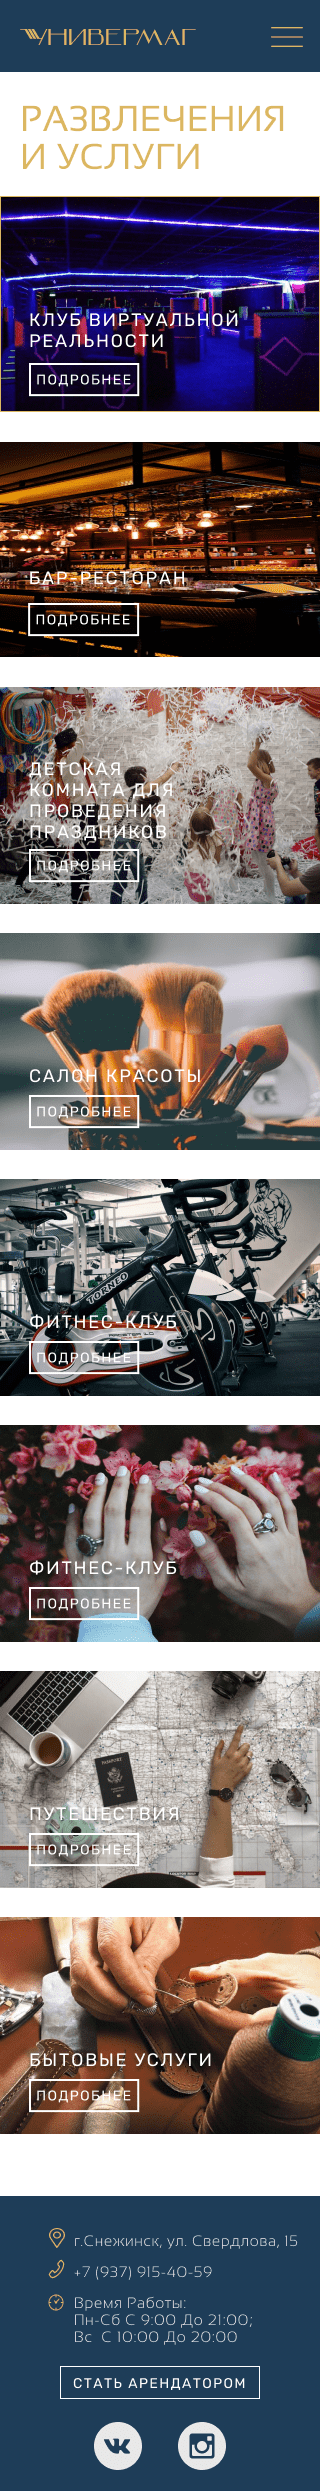 УНИВЕРМАГ
РАЗВЛЕЧЕНИЯ
И УСЛУГИ
КЛУБ ВИРТУАЛЬНОЙ
РЕАЛЬНОСТИ
ПОДРОБНЕЕ
БАР-РЕСТОРАН
ПОДРОБНЕЕ
ДЕТСКАЯ
КОМНАТА ДЛЯ
ПРОВЕДЕНИЯ
ПРАЗДНИКОВ
ПОДРОБНЕЕ
САЛОН КРАСОТЫ
ПОДРОБНЕЕ
TORNEO
ФИТНЕС-КЛУБ
ПОДРОБНЕЕ
ФИТНЕС-КЛУБ
ПОДРОБНЕЕ
PASSPORT
ПУТЕШЕСТВИЯ
ПОДРОБНЕЕ
БЫТОВЫЕ УСЛУГИ
ПОДРОБНЕЕ
г.Снежинск, ул. Свердлова, 15
+7 (937) 915-40-59
Время Работы:
Пн-Сб С 9:00 До 21:00;
Вс С 10:00 До 20:00
СТАТЬ АРЕНДАТОРОМ